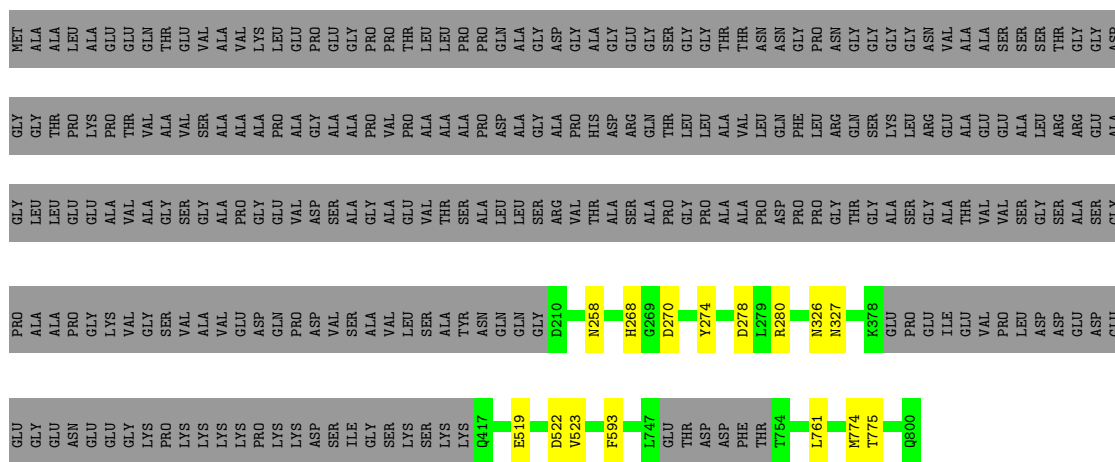 MET ALA ALA LEU ALA GLU GLU GLN THR GLU VAL ALA VAL LYS LEU GLU PRO GLU GLY PRO PRO THR LEU LEU PRO PRO GLN ALA GLY ASP GLY ALA GLY GLU GLY SER GLY GLY THR THR ASN ASN GLY PRO ASN GLY GLY GLY GLY ASN VAL ALA ALA SER SER SER THR GLY GLY ASP
GLY GLY THR PRO LYS PRO THR VAL ALA VAL SER ALA ALA ALA PRO ALA GLY ALA ALA PRO VAL PRO ALA ALA ALA PRO ASP ALA GLY ALA PRO HIS ASP ARG GLN THR LEU LEU ALA VAL LEU GLN PHE LEU ARG GLN SER LYS LEU ARG GLU ALA GLU GLU ALA LEU ARG ARG GLU ALA
GLY LEU LEU GLU GLU ALA VAL ALA GLY SER GLY ALA PRO GLY GLU VAL ASP SER ALA GLY ALA GLU VAL THR SER ALA LEU LEU SER ARG VAL THR ALA SER ALA PRO GLY PRO ALA ALA PRO ASP PRO PRO GLY THR GLY ALA SER GLY ALA THR VAL VAL SER GLY SER ALA SER GLY
PRO ALA ALA PRO GLY LYS VAL GLY SER VAL ALA VAL GLU ASP GLN PRO ASP VAL SER ALA VAL LEU SER ALA TYR ASN GLN GLN GLY D210 N258 H268 G269 D270 Y274 D278 L279 R280 N326 N327 K378 GLU PRO GLU ILE GLU VAL PRO LEU ASP ASP GLU ASP GLU
GLU GLY GLU ASN GLU GLU GLY LYS PRO LYS LYS LYS LYS PRO LYS LYS ASP SER ILE GLY SER LYS SER LYS LYS Q417 E519 D522 V523 F593 L747 GLU THR ASP ASP PHE THR T754 L761 M774 T775 Q800